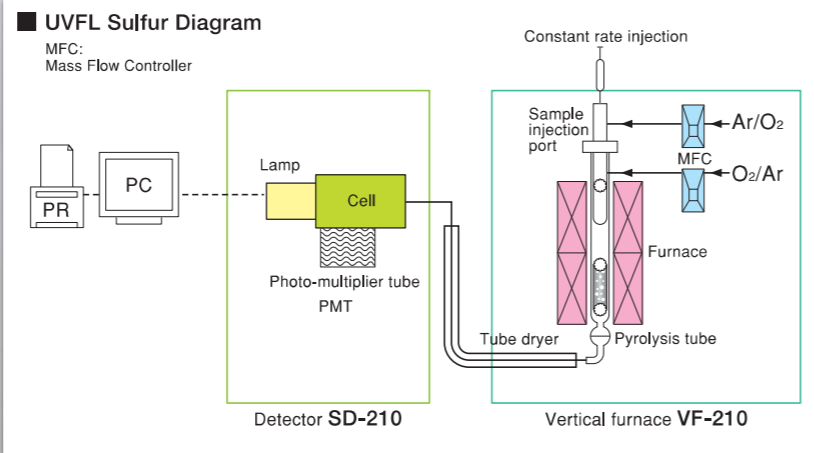 UVFL Sulfur Diagram
MFC:
Mass Flow Controller
Constant rate injection
Sample
injection
port
Ar/O₂
MFC
O₂/Ar
Lamp
PC
PR
Cell
Furnace
Photo-multiplier tube
PMT
Tube dryer
Pyrolysis tube
Detector SD-210
Vertical furnace VF-210